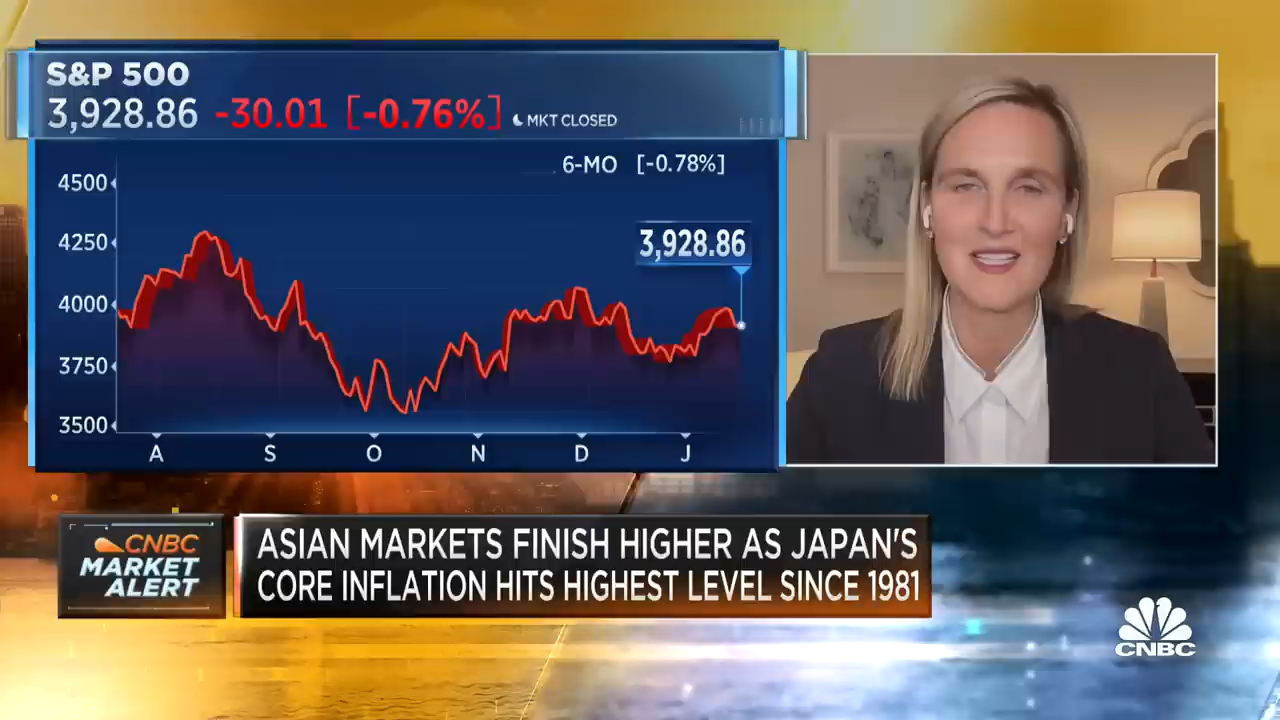 S&P 500
3,928.86 -30.01 [-0.76%] MKT CLOSED
6-MO [-0.78%]
4500
4250
4000
3750
3500
3,928.86
A S O N D J
CNBC
MARKET
ALERT
ASIAN MARKETS FINISH HIGHER AS JAPAN'S
CORE INFLATION HITS HIGHEST LEVEL SINCE 1981
CNBC